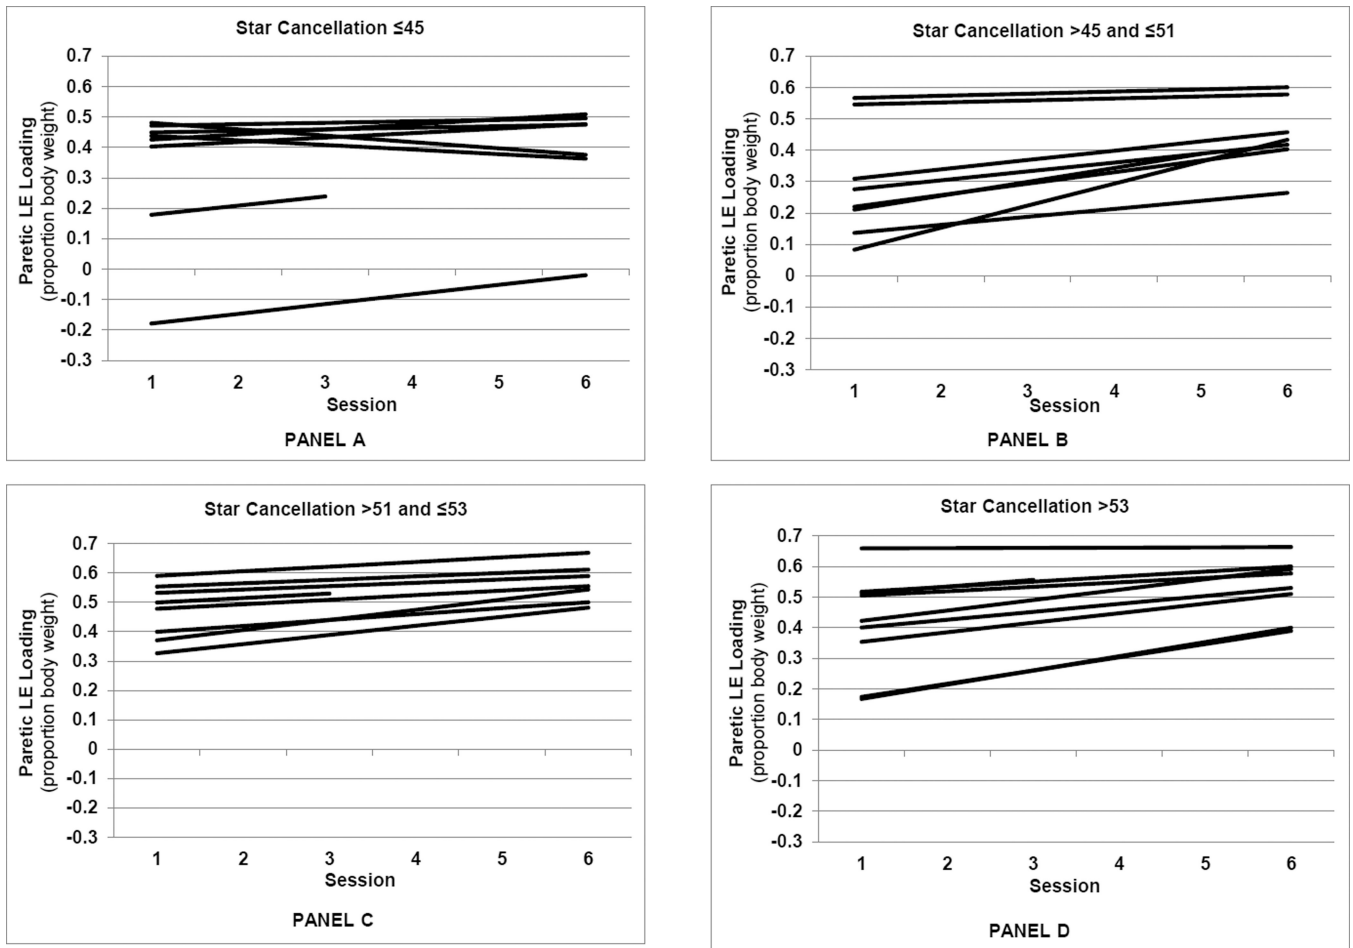 Star Cancellation ≤45
Paretic LE Loading
(proportion body weight)
0.7
0.6
0.5
0.4
0.3
0.2
0.1
0
-0.1
-0.2
-0.3
1 2 3 4 5 6
Session
PANEL A
Star Cancellation >45 and ≤51
Paretic LE Loading
(proportion body weight)
0.7
0.6
0.5
0.4
0.3
0.2
0.1
0
-0.1
-0.2
-0.3
1 2 3 4 5 6
Session
PANEL B
Star Cancellation >51 and ≤53
Paretic LE Loading
(proportion body weight)
0.7
0.6
0.5
0.4
0.3
0.2
0.1
0
-0.1
-0.2
-0.3
1 2 3 4 5 6
Session
PANEL C
Star Cancellation >53
Paretic LE Loading
(proportion body weight)
0.7
0.6
0.5
0.4
0.3
0.2
0.1
0
-0.1
-0.2
-0.3
1 2 3 4 5 6
Session
PANEL D